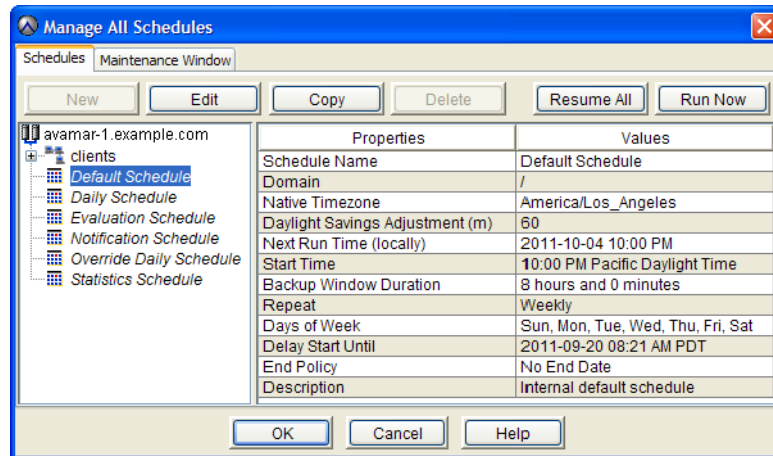 Manage All Schedules
Schedules Maintenance Window
New Edit Copy Delete Resume All Run Now
avamar-1.example.com
clients
Default Schedule
Daily Schedule
Evaluation Schedule
Notification Schedule
Override Daily Schedule
Statistics Schedule
Properties Values
Schedule Name Default Schedule
Domain /
Native Timezone America/Los_Angeles
Daylight Savings Adjustment (m) 60
Next Run Time (locally) 2011-10-04 10:00 PM
Start Time 10:00 PM Pacific Daylight Time
Backup Window Duration 8 hours and 0 minutes
Repeat Weekly
Days of Week Sun, Mon, Tue, Wed, Thu, Fri, Sat
Delay Start Until 2011-09-20 08:21 AM PDT
End Policy No End Date
Description Internal default schedule
OK Cancel Help